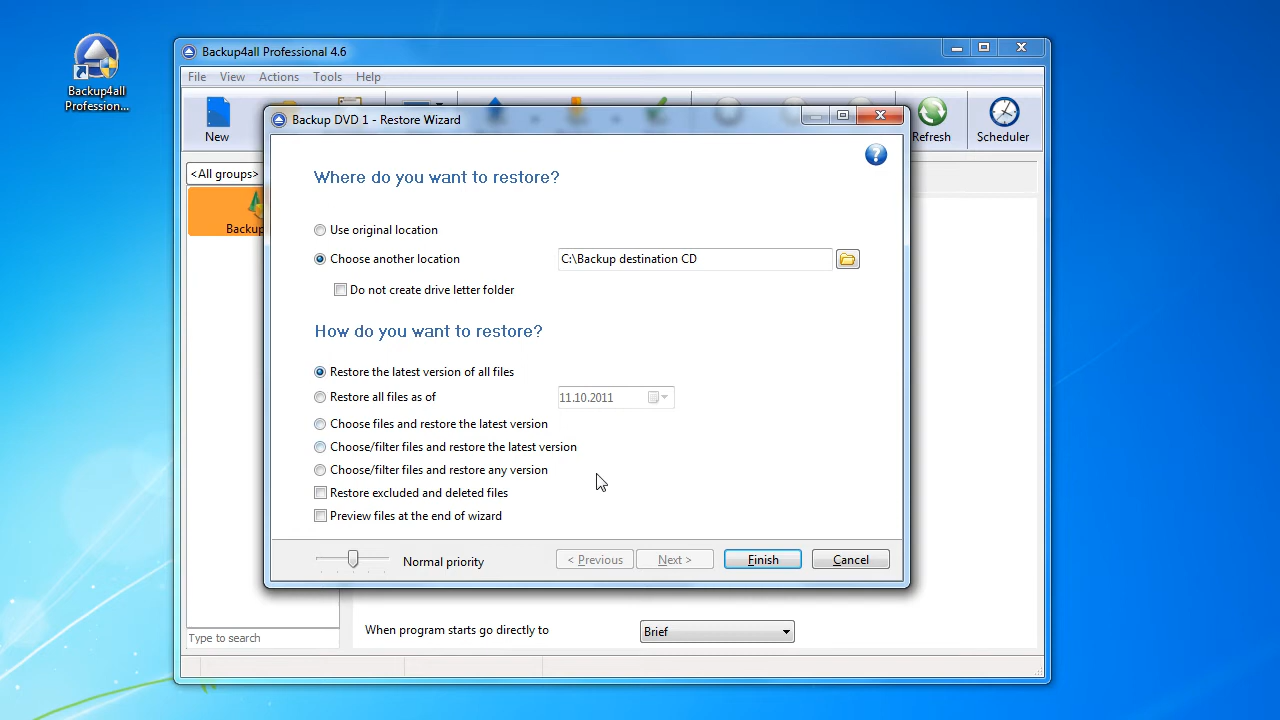 Backup4all
Profession...
Backup4all Professional 4.6
File View Actions Tools Help
New
Refresh
Scheduler
<All groups>
Backup
Backup DVD 1 - Restore Wizard
?
Where do you want to restore?
Use original location
Choose another location
C:\Backup destination CD
Do not create drive letter folder
How do you want to restore?
Restore the latest version of all files
Restore all files as of
11.10.2011
Choose files and restore the latest version
Choose/filter files and restore the latest version
Choose/filter files and restore any version
Restore excluded and deleted files
Preview files at the end of wizard
Normal priority
< Previous
Next >
Finish
Cancel
When program starts go directly to
Brief
Type to search